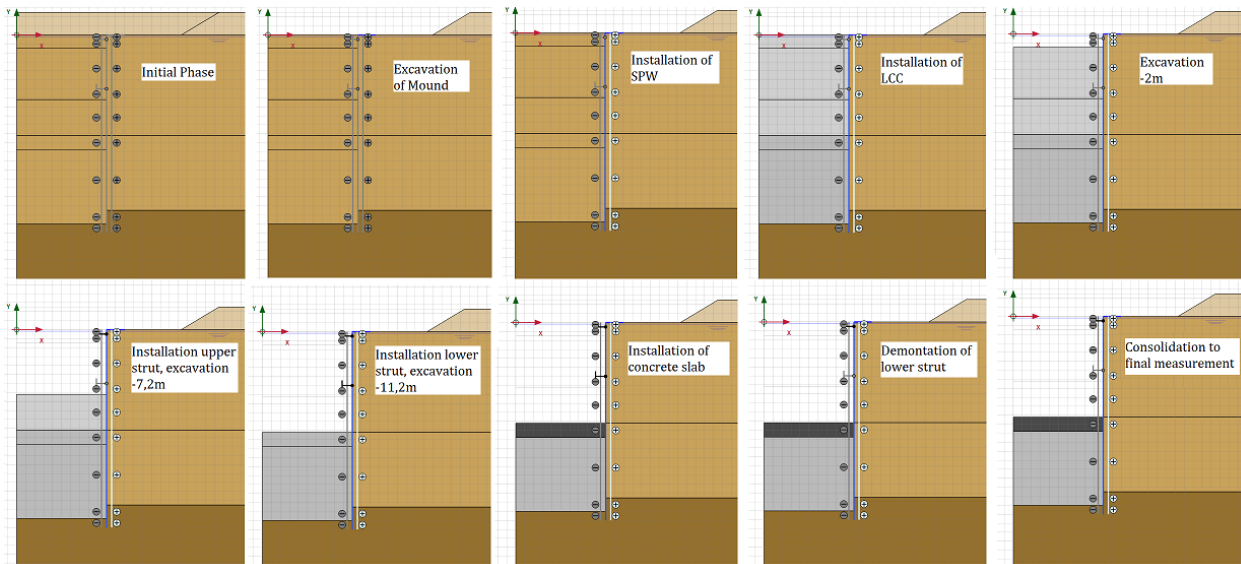 Y
X
Initial Phase
Y
X
Excavation
of Mound
Y
X
Installation of
SPW
Y
X
Installation of
LCC
Y
X
Excavation
-2m
Y
X
Installation upper
strut, excavation
-7,2m
Y
X
Installation lower
strut, excavation
-11,2m
Y
X
Installation of
concrete slab
Y
X
Demontation of
lower strut
Y
X
Consolidation to
final measurement